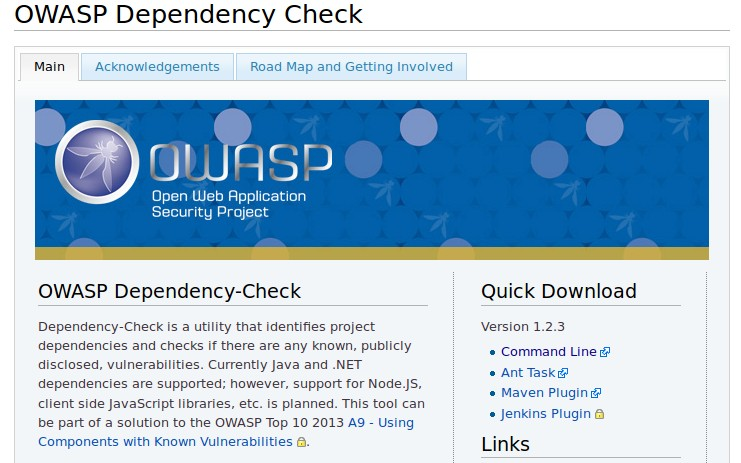 OWASP Dependency Check
Main
Acknowledgements
Road Map and Getting Involved
OWASP
Open Web Application
Security Project
OWASP Dependency-Check
Dependency-Check is a utility that identifies project
dependencies and checks if there are any known, publicly
disclosed, vulnerabilities. Currently Java and .NET
dependencies are supported; however, support for Node.JS,
client side JavaScript libraries, etc. is planned. This tool can
be part of a solution to the OWASP Top 10 2013 A9 - Using
Components with Known Vulnerabilities .
Quick Download
Version 1.2.3
Command Line
Ant Task
Maven Plugin
Jenkins Plugin
Links